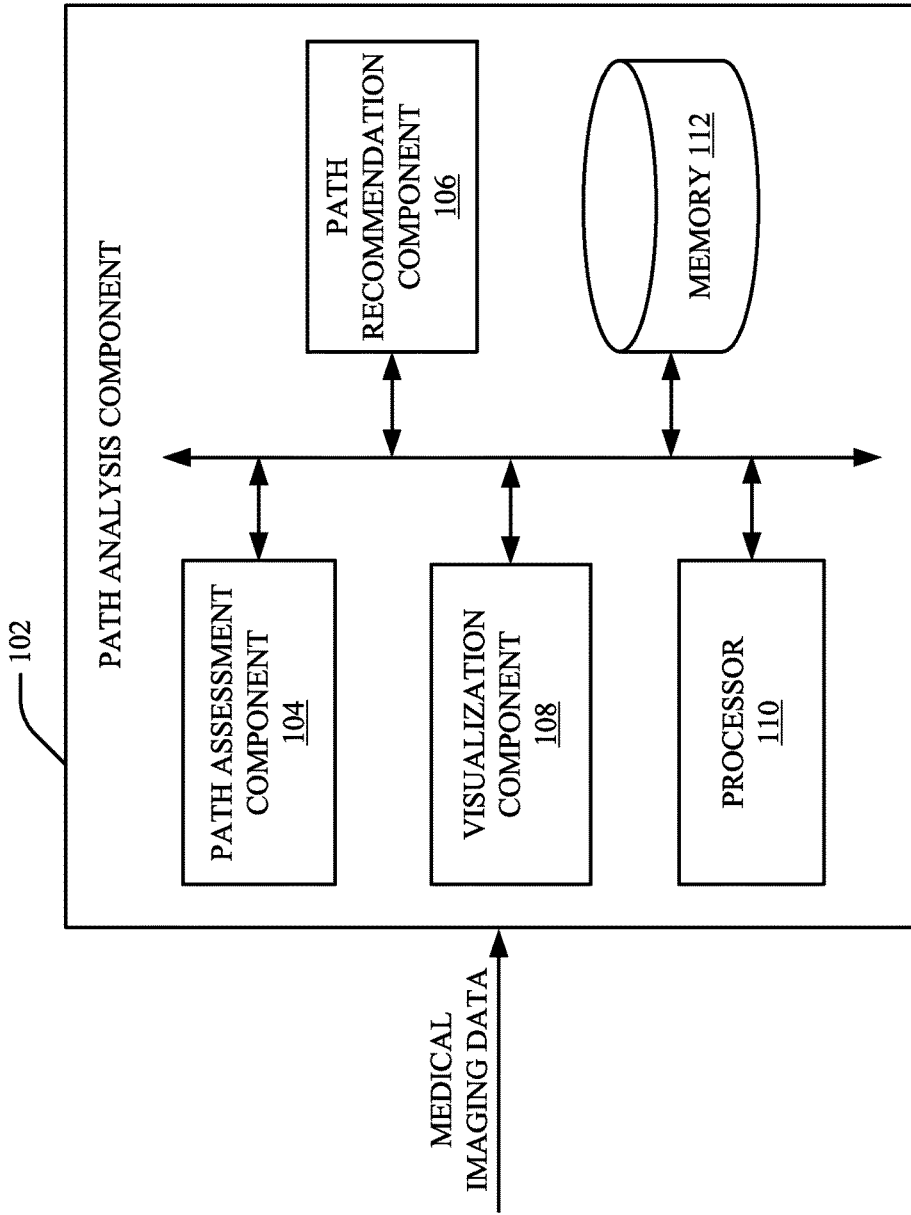 102
PATH ANALYSIS COMPONENT
PATH ASSESSMENT
COMPONENT
104
PATH
RECOMMENDATION
COMPONENT
106
VISUALIZATION
COMPONENT
108
PROCESSOR
110
MEMORY 112
MEDICAL
IMAGING DATA